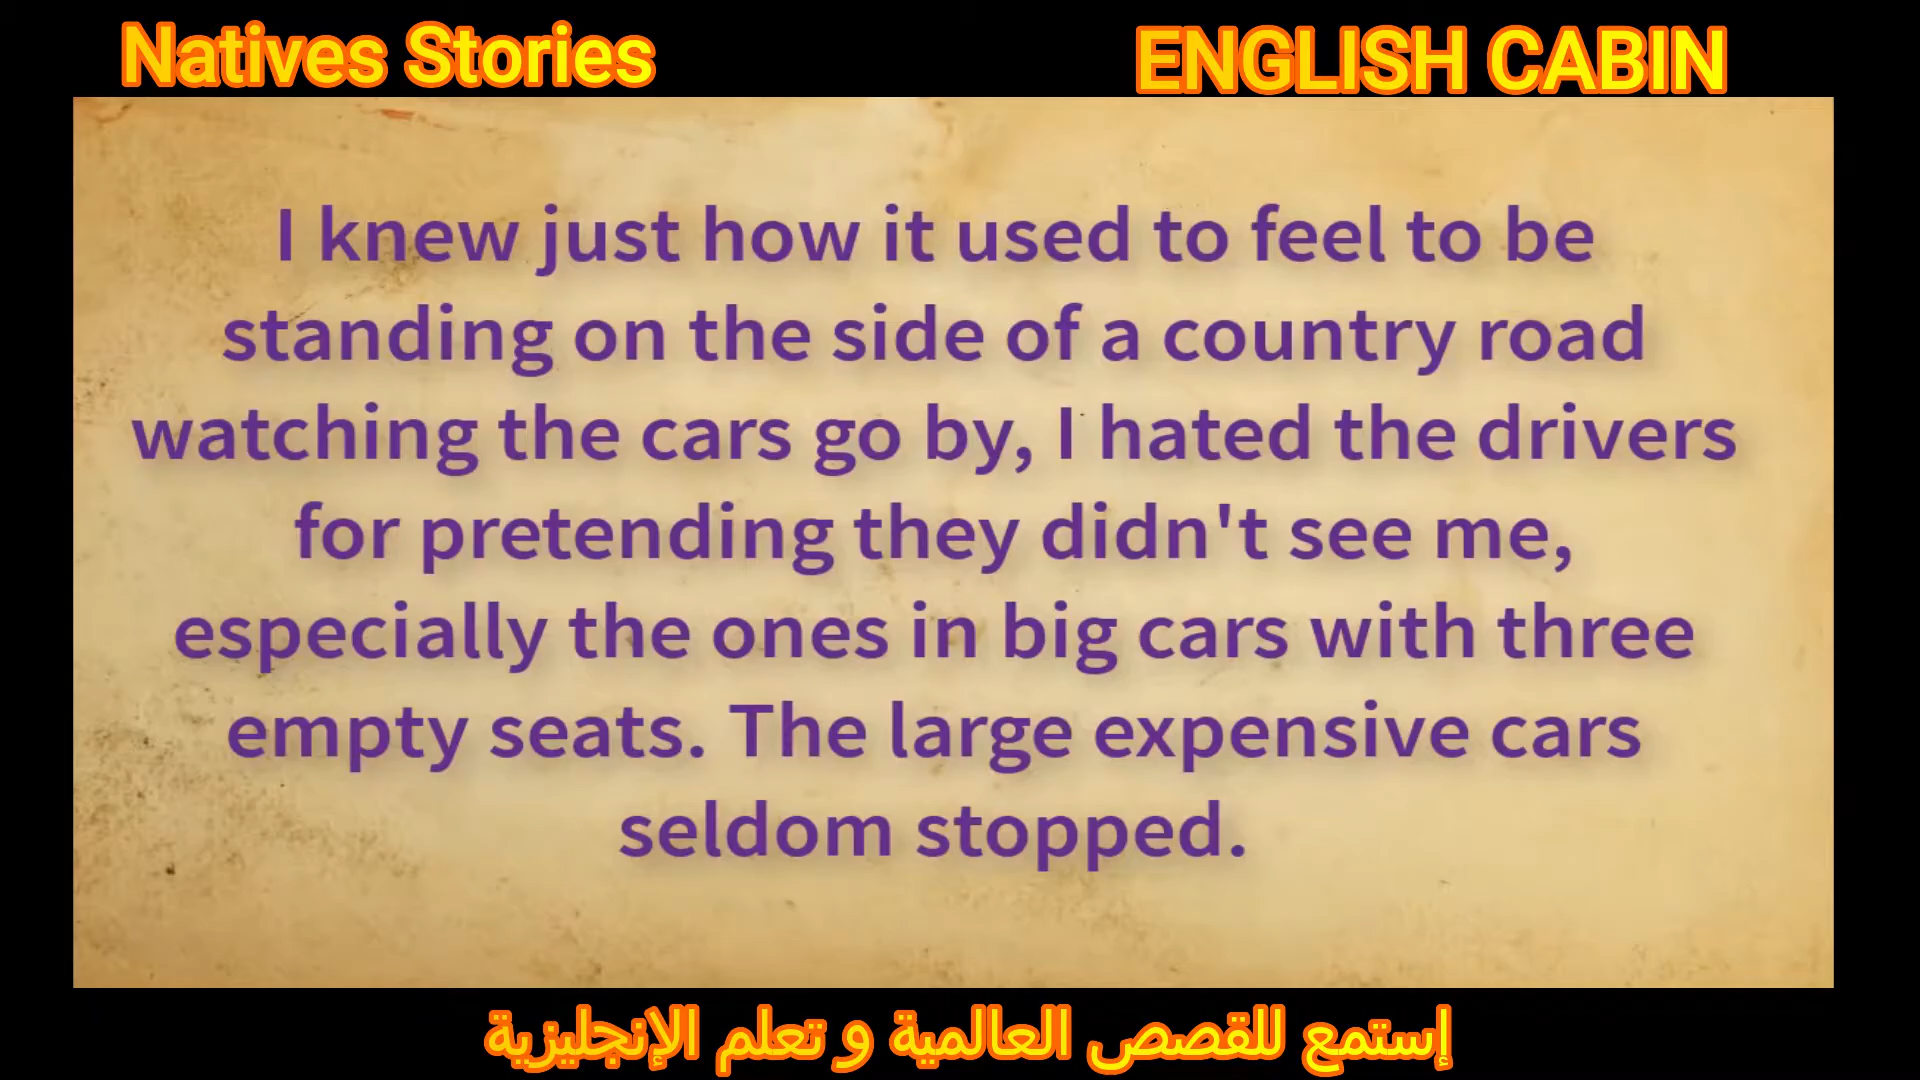 Natives Stories
ENGLISH CABIN
I knew just how it used to feel to be
standing on the side of a country road
watching the cars go by, I hated the drivers
for pretending they didn't see me,
especially the ones in big cars with three
empty seats. The large expensive cars
seldom stopped.
إستمع للقصص العالمية و تعلم الإنجليزية